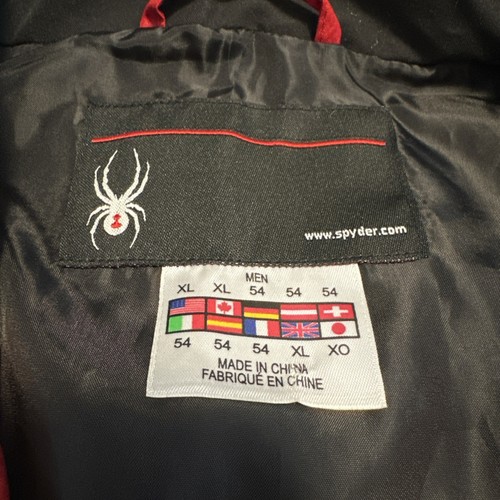 www.spyder.com
MEN
XL XL 54 54 54
54 54 54 XL XO
MADE IN CHINA
FABRIQUÉ EN CHINE